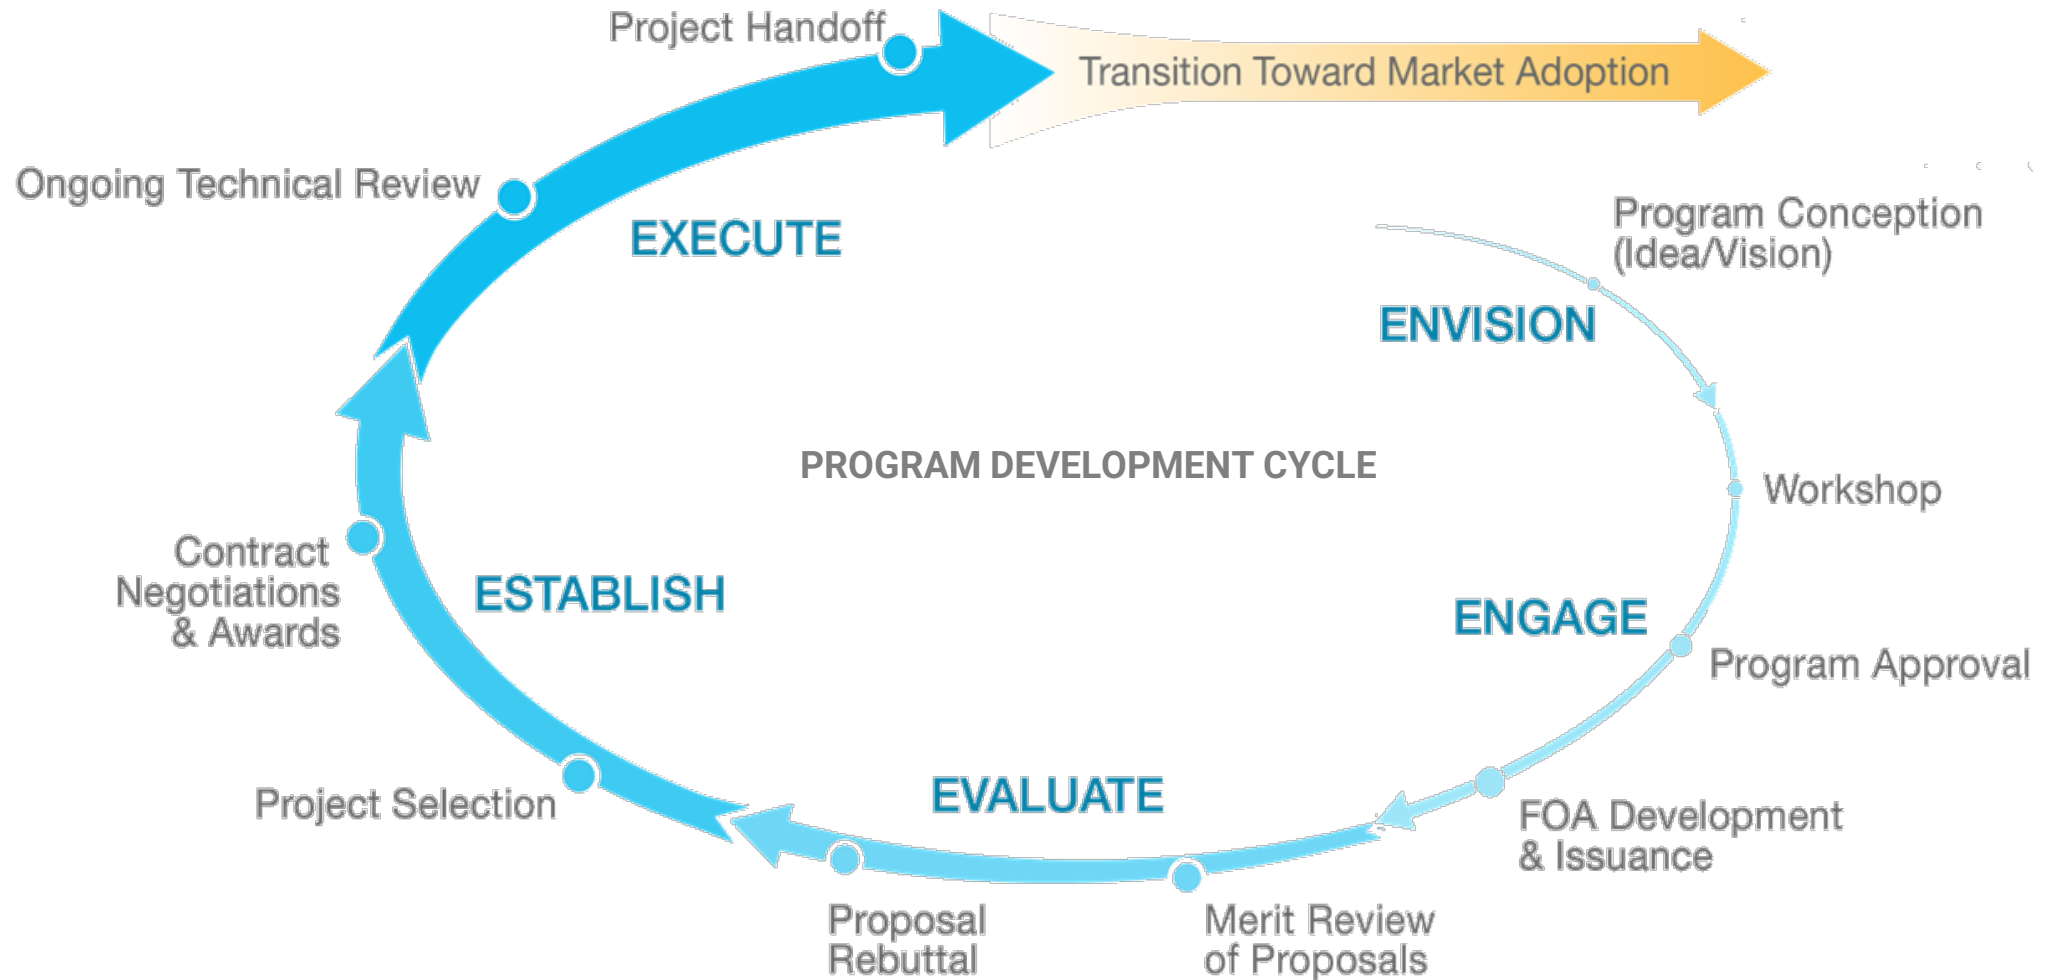 Project Handoff
Transition Toward Market Adoption
Ongoing Technical Review
EXECUTE
Program Conception
(Idea/Vision)
ENVISION
PROGRAM DEVELOPMENT CYCLE
Workshop
Contract
Negotiations
& Awards
ESTABLISH
ENGAGE
Program Approval
Project Selection
EVALUATE
FOA Development
& Issuance
Proposal
Rebuttal
Merit Review
of Proposals